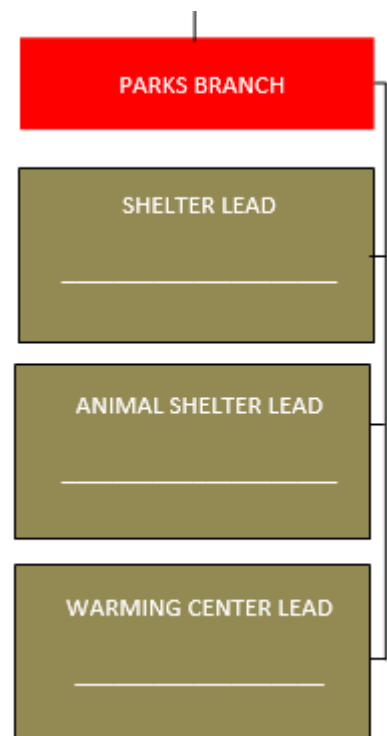 PARKS BRANCH
SHELTER LEAD
ANIMAL SHELTER LEAD
WARMING CENTER LEAD